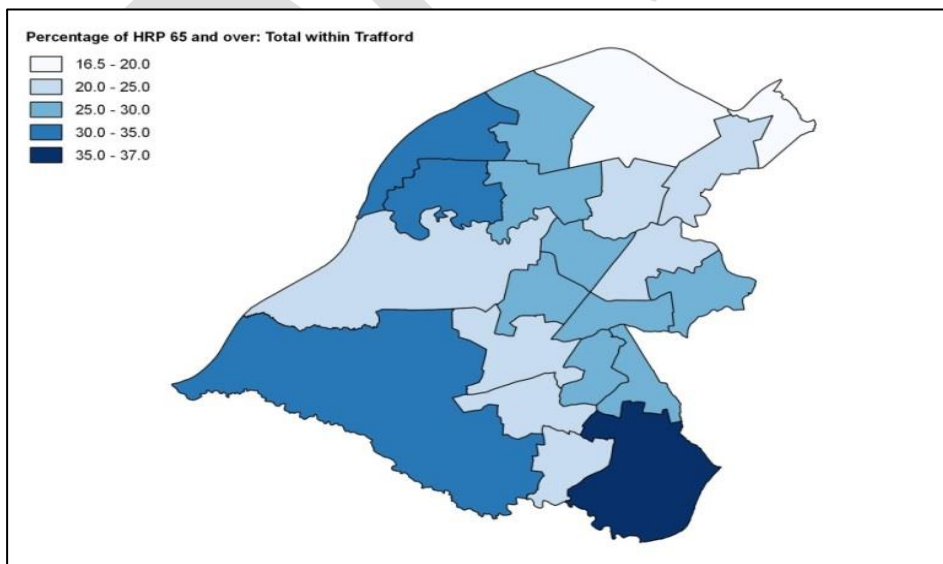 Percentage of HRP 65 and over: Total within Trafford
16.5 - 20.0
20.0 - 25.0
25.0 - 30.0
30.0 - 35.0
35.0 - 37.0